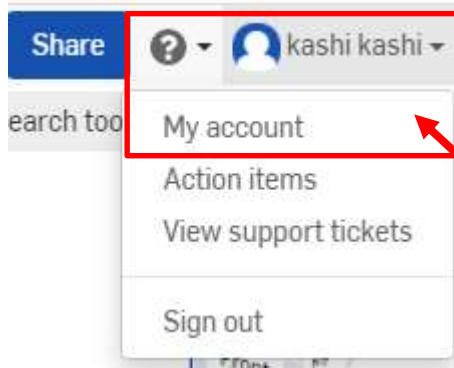 Share ? kashi kashi
earch too
My account
Action items
View support tickets
Sign out